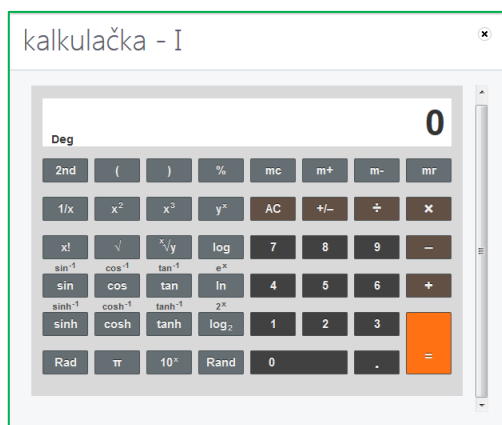 kalkulačka - I
0
Deg
2nd ( ) % mc m+ m- mr
1/x x² x³ yˣ AC +/– ÷ ×
x! √ ˣ√y log 7 8 9 –
sin⁻¹ cos⁻¹ tan⁻¹ eˣ
sin cos tan ln 4 5 6 +
sinh⁻¹ cosh⁻¹ tanh⁻¹ 2ˣ
sinh cosh tanh log₂ 1 2 3 =
Rad π 10ˣ Rand 0 .